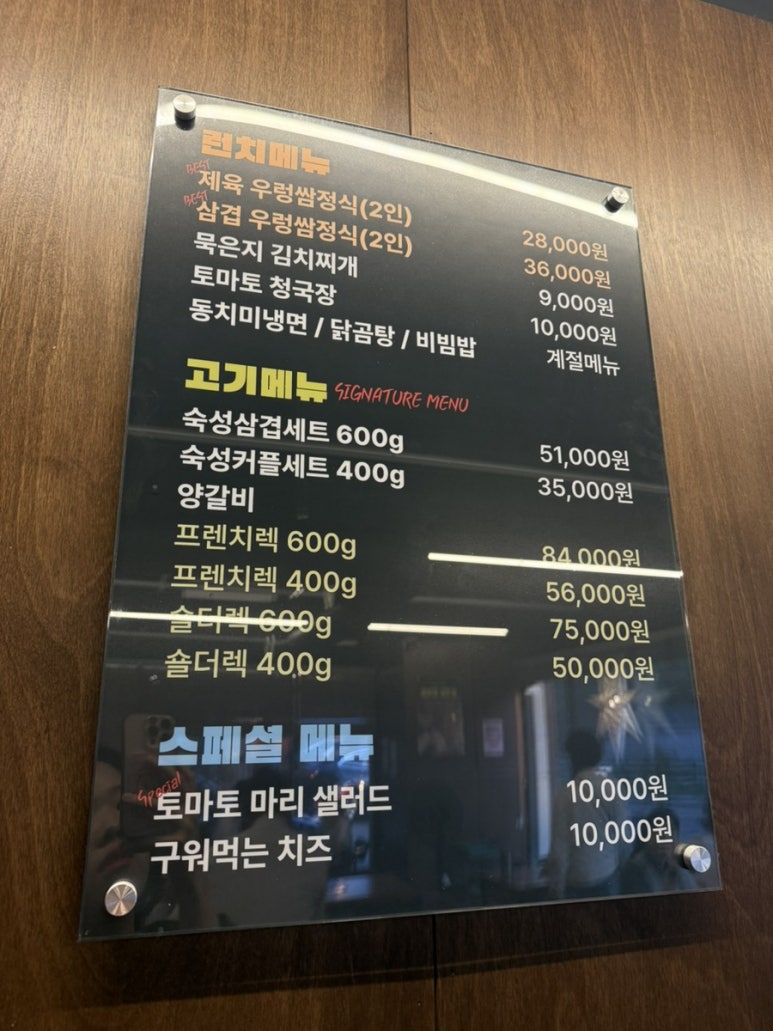 런치메뉴
BEST
제육 우렁쌈정식(2인) 28,000원
BEST
삼겹 우렁쌈정식(2인) 36,000원
묵은지 김치찌개 9,000원
토마토 청국장 10,000원
동치미냉면 / 닭곰탕 / 비빔밥 계절메뉴
고기메뉴 SIGNATURE MENU
숙성삼겹세트 600g 51,000원
숙성커플세트 400g 35,000원
양갈비
프렌치렉 600g 84,000원
프렌치렉 400g 56,000원
숄더렉 600g 75,000원
숄더렉 400g 50,000원
스페셜 메뉴
Special
토마토 마리 샐러드 10,000원
구워먹는 치즈 10,000원